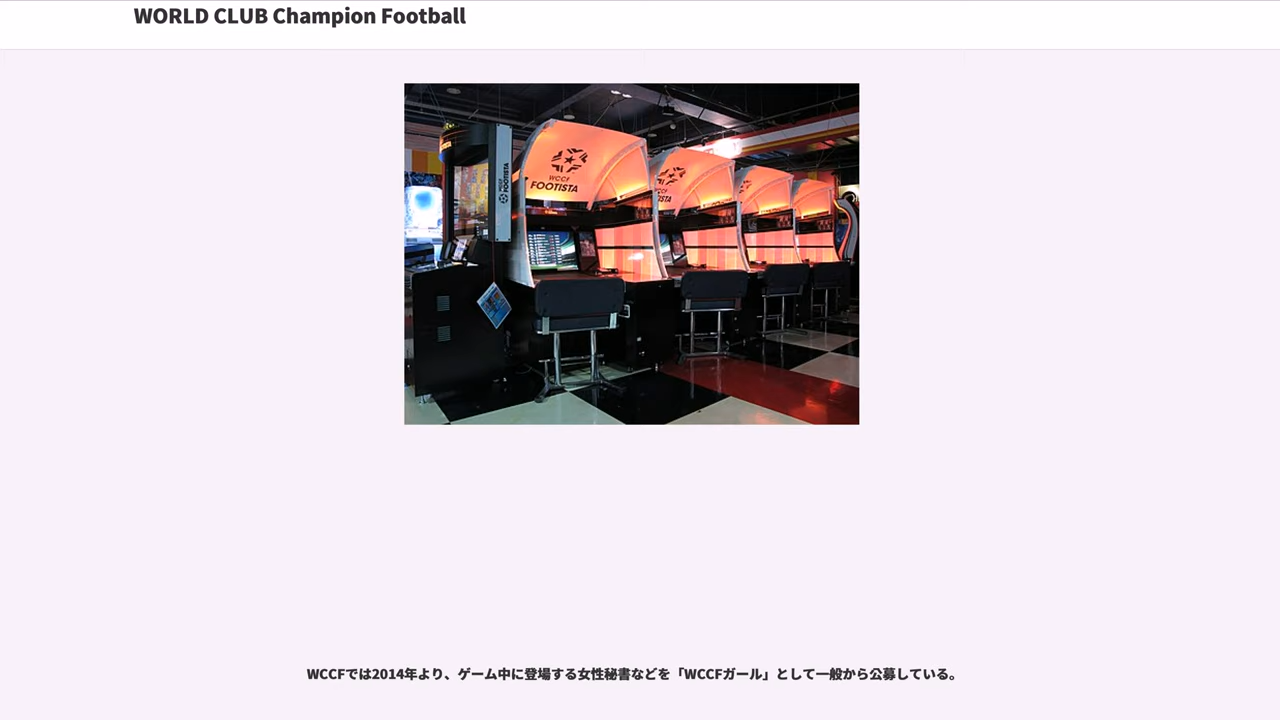 WORLD CLUB Champion Football
WCCF
FOOTISTA
WCCF
FOOTISTA
WCCFでは2014年より、ゲーム中に登場する女性秘書などを「WCCFガール」として一般から公募している。